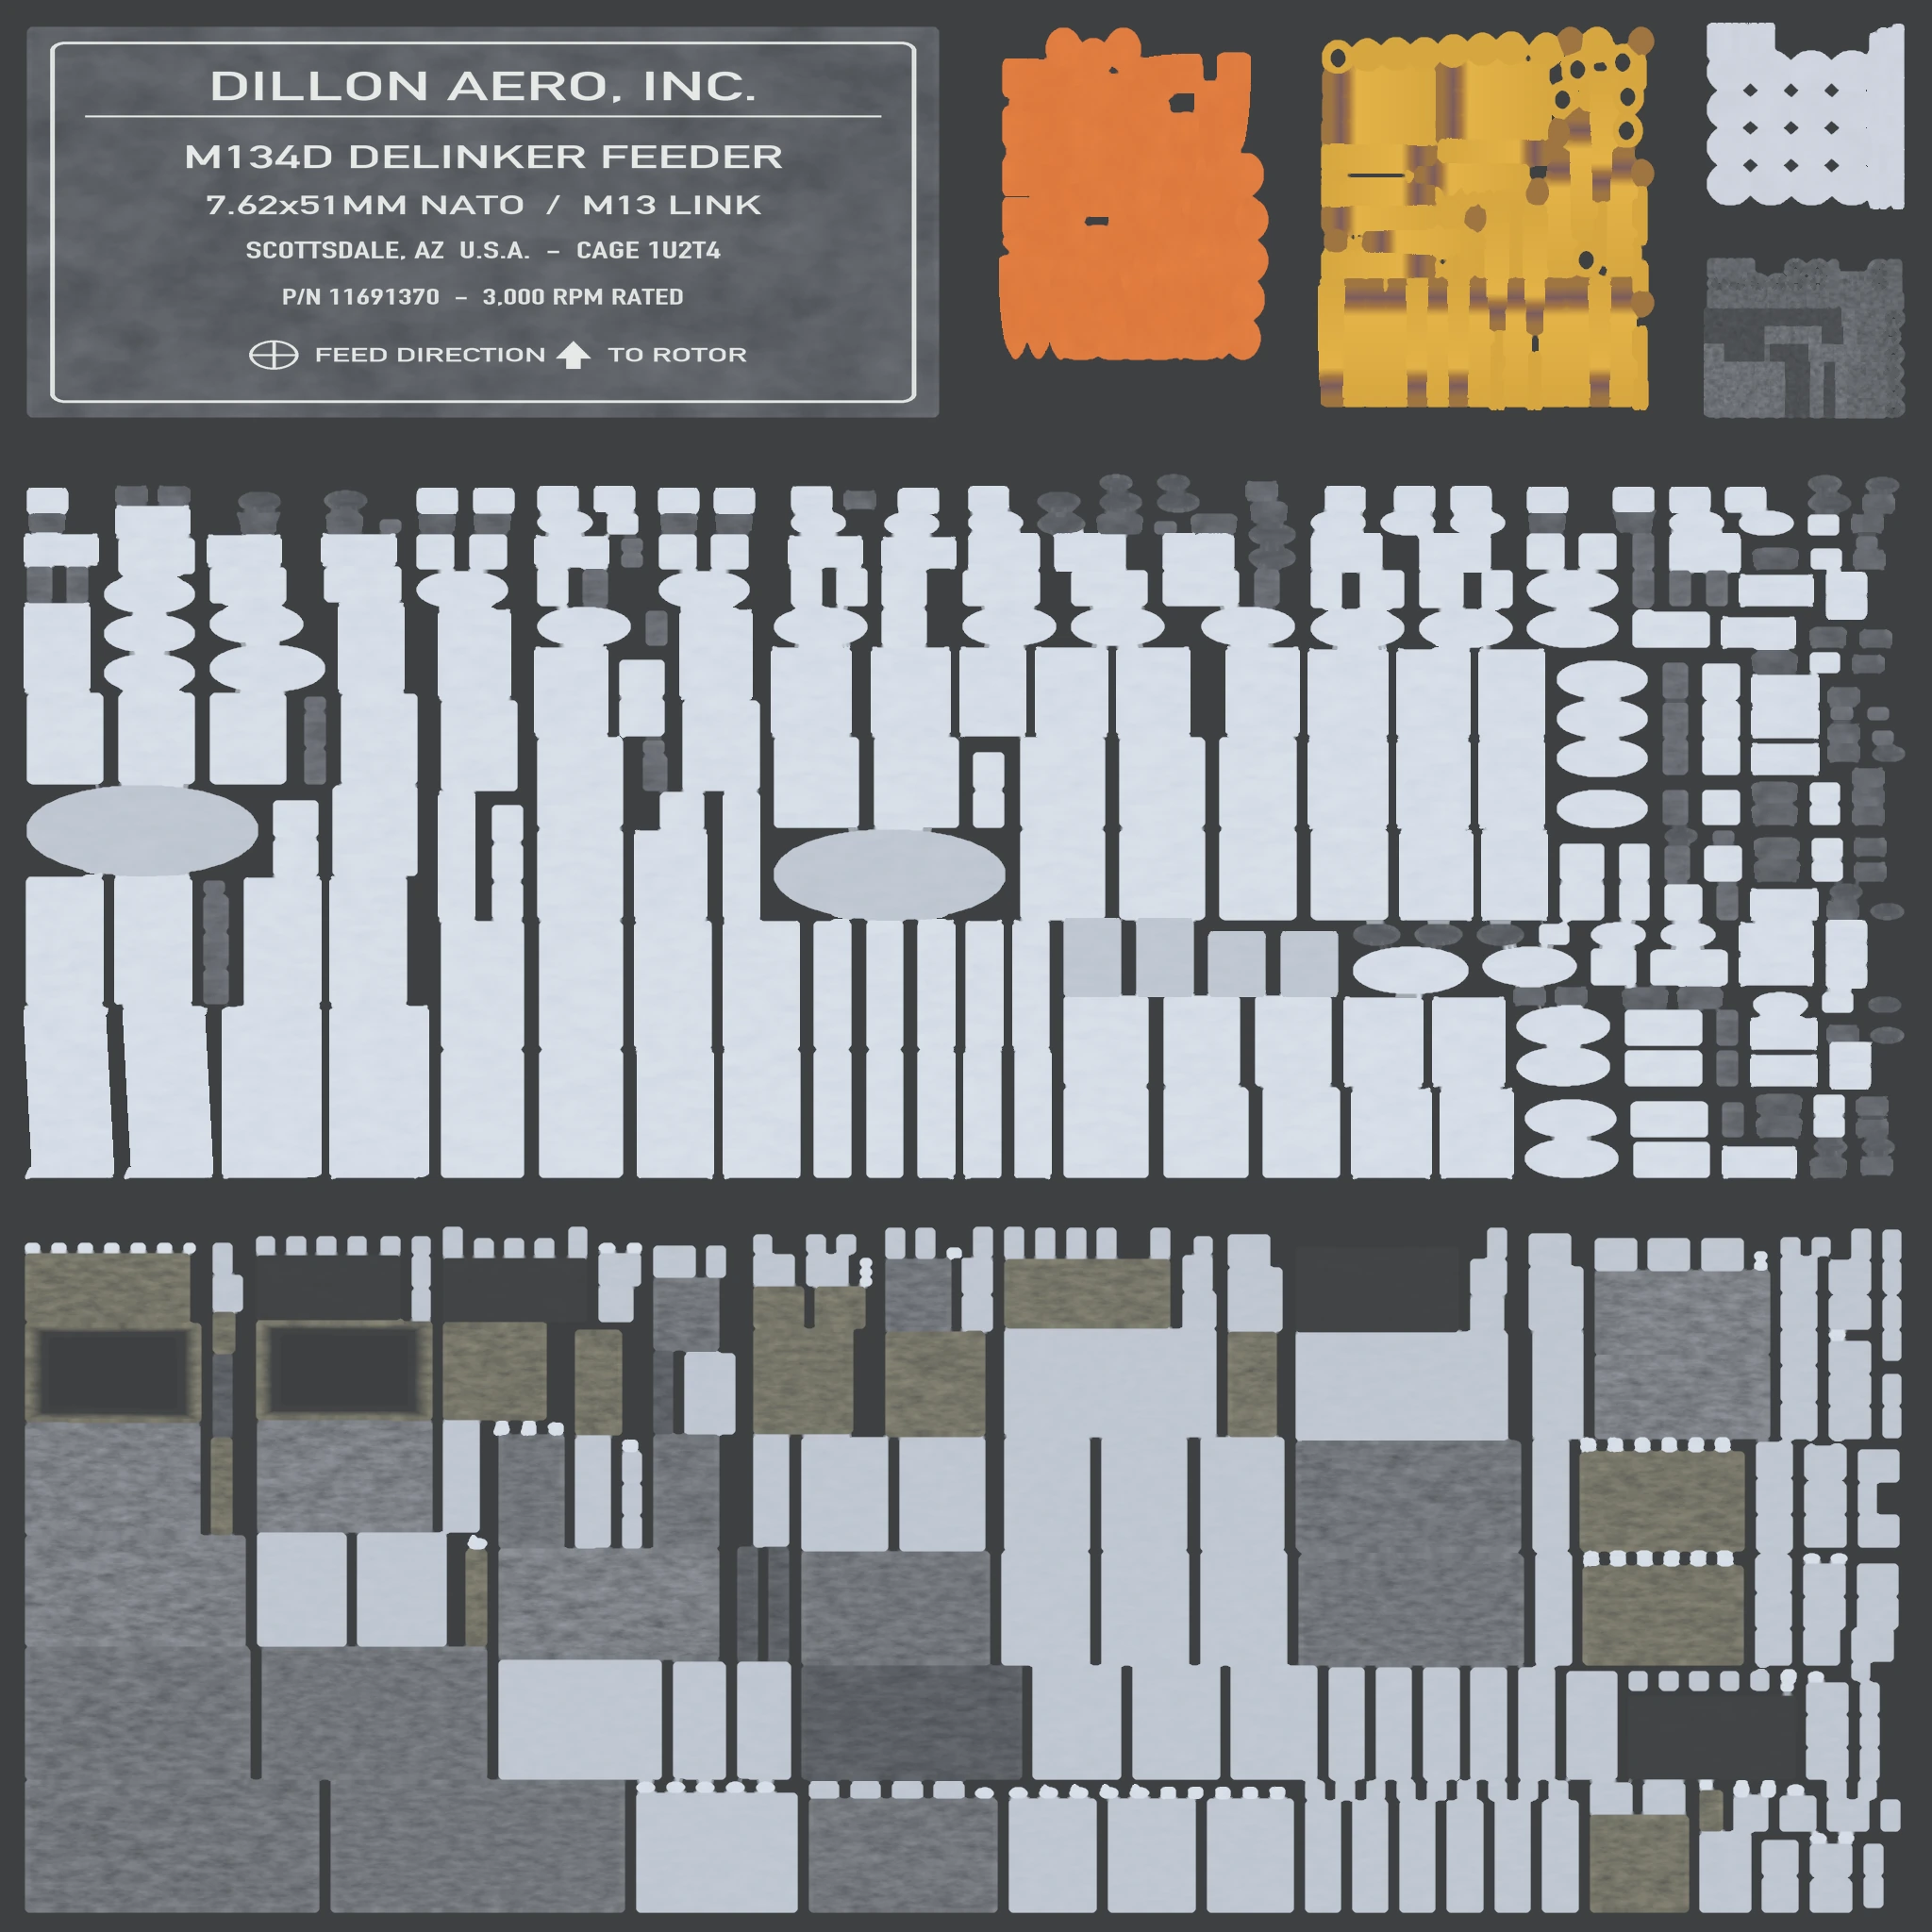 DILLON AERO, INC.
M134D DELINKER FEEDER
7.62x51MM NATO / M13 LINK
SCOTTSDALE, AZ U.S.A. – CAGE 1U2T4
P/N 11691370 – 3,000 RPM RATED
FEED DIRECTION TO ROTOR